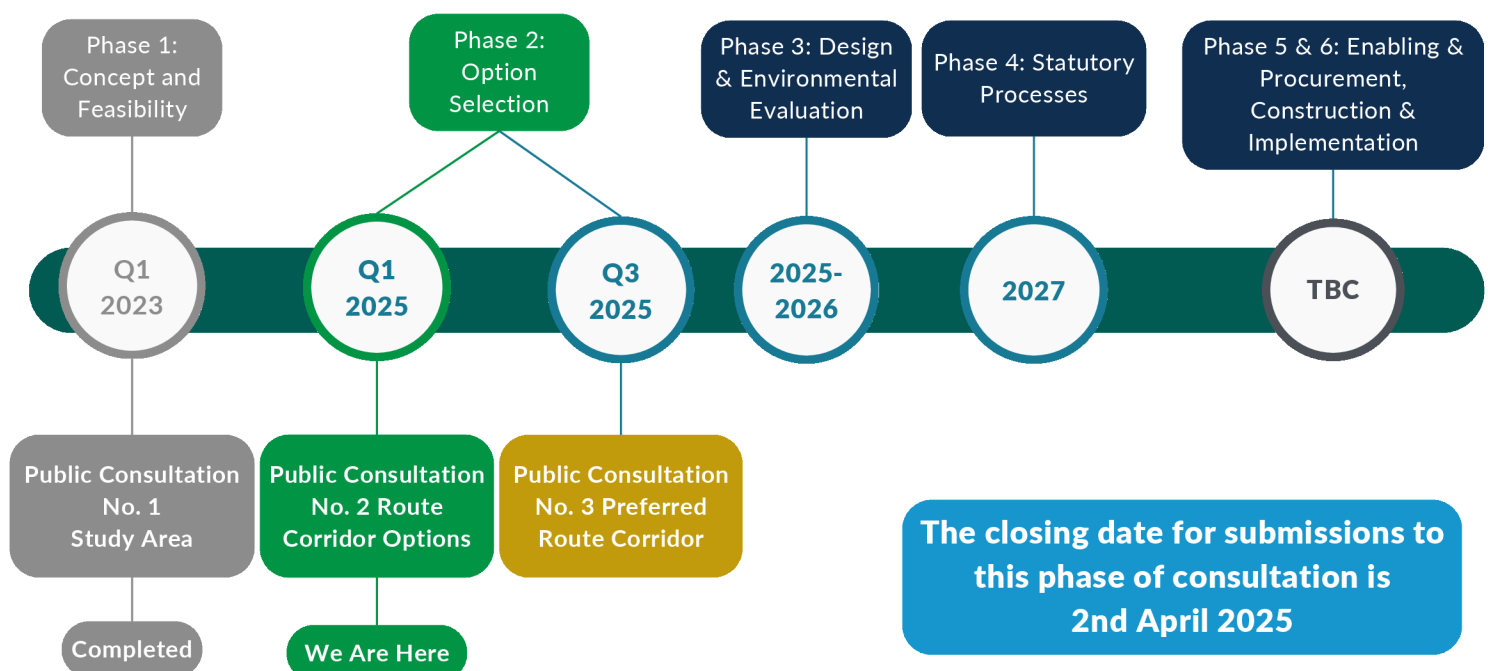 Phase 1:
Concept and
Feasibility
Phase 2:
Option
Selection
Phase 3: Design
& Environmental
Evaluation
Phase 4: Statutory
Processes
Phase 5 & 6: Enabling &
Procurement,
Construction &
Implementation
Q1
2023
Q1
2025
Q3
2025
2025-
2026
2027
TBC
Public Consultation
No. 1
Study Area
Public Consultation
No. 2 Route
Corridor Options
Public Consultation
No. 3 Preferred
Route Corridor
The closing date for submissions to
this phase of consultation is
2nd April 2025
Completed
We Are Here